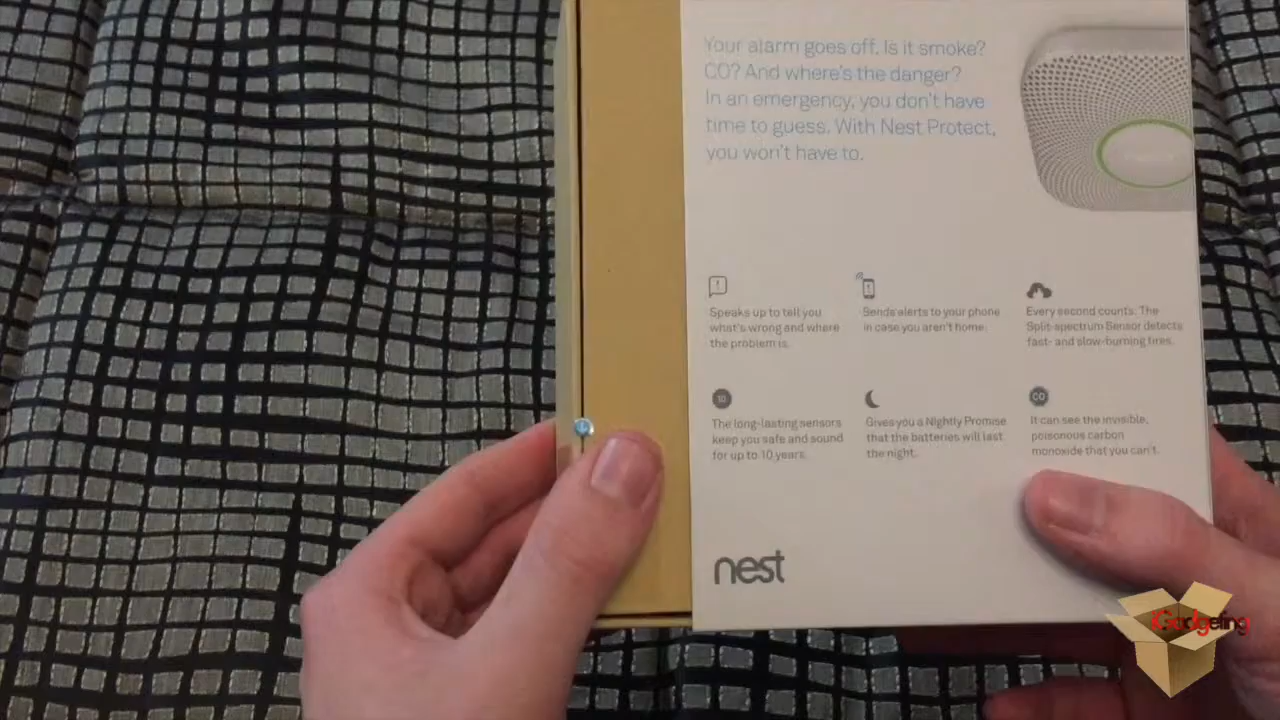 Your alarm goes off. Is it smoke?
CO? And where's the danger?
In an emergency, you don't have
time to guess. With Nest Protect,
you won't have to.
Speaks up to tell you
what's wrong and where
the problem is.
Sends alerts to your phone
in case you aren't home.
Every second counts. The
Split-spectrum Sensor detects
fast- and slow-burning fires.
10
The long-lasting sensors
keep you safe and sound
for up to 10 years.
Gives you a Nightly Promise
that the batteries will last
the night.
CO
It can see the invisible,
poisonous carbon
monoxide that you can't.
nest
iGadgeting